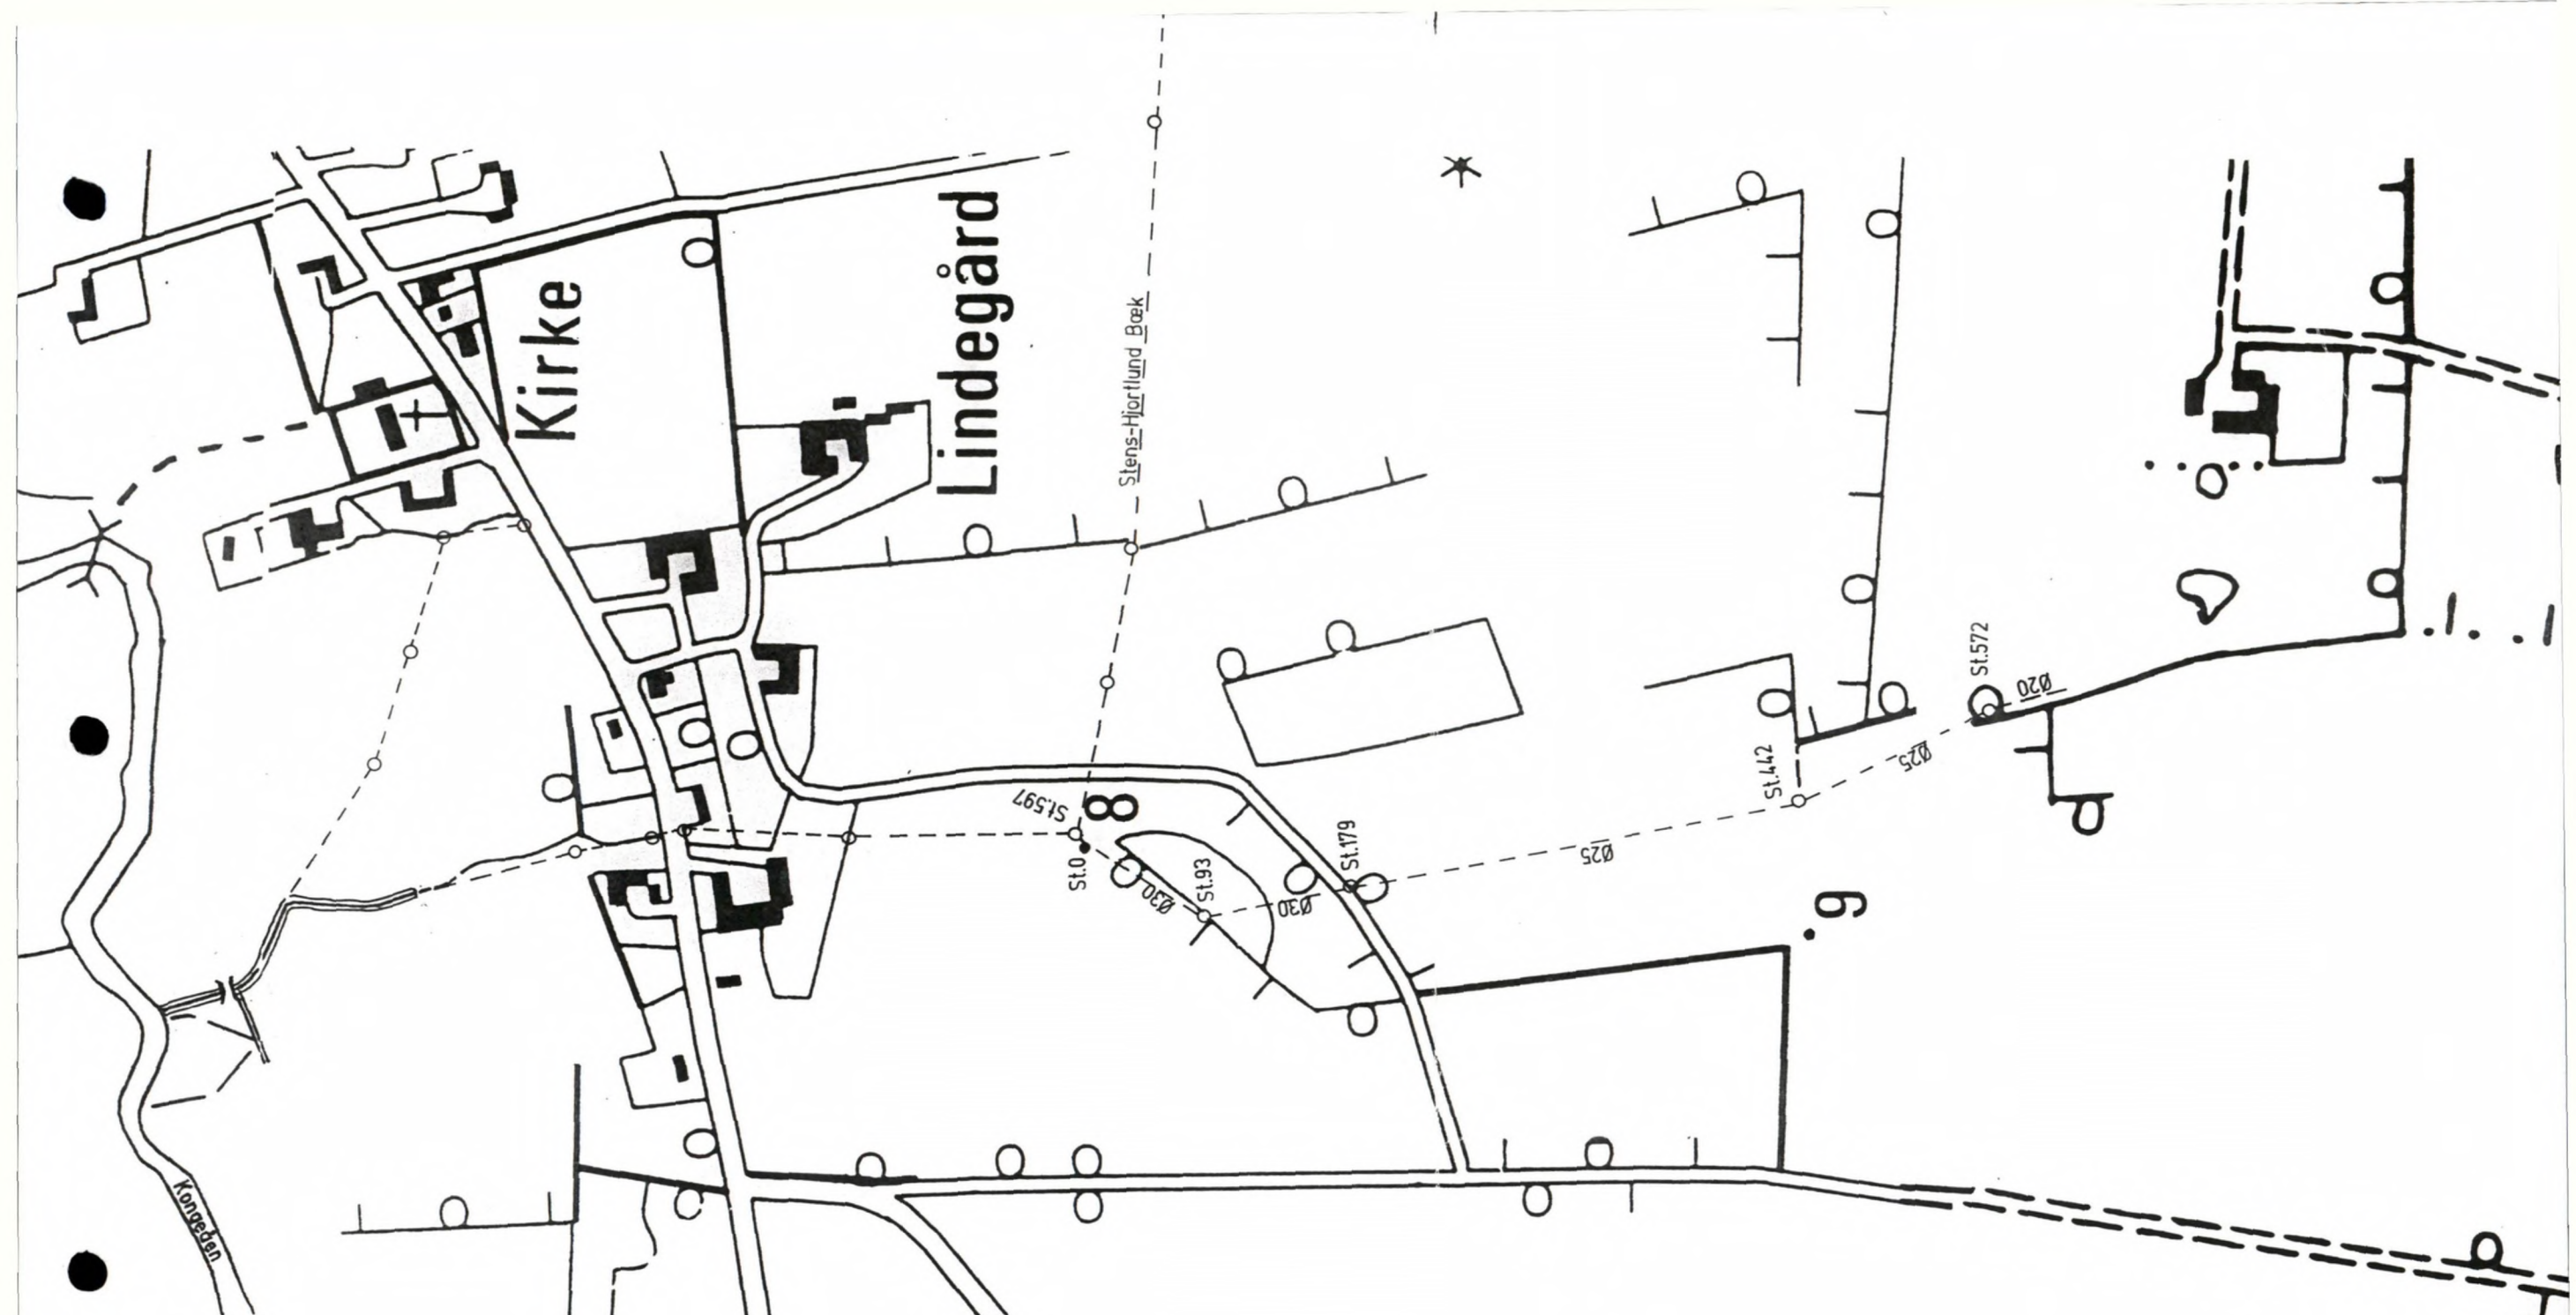 Kirke
Lindegård
Stens-Hjortlund Bæk
St.572
Ø20
Ø25
St.442
St.597
8
St.0
St.179
St.93
Ø30
Ø30
Ø25
9
Kongeåen